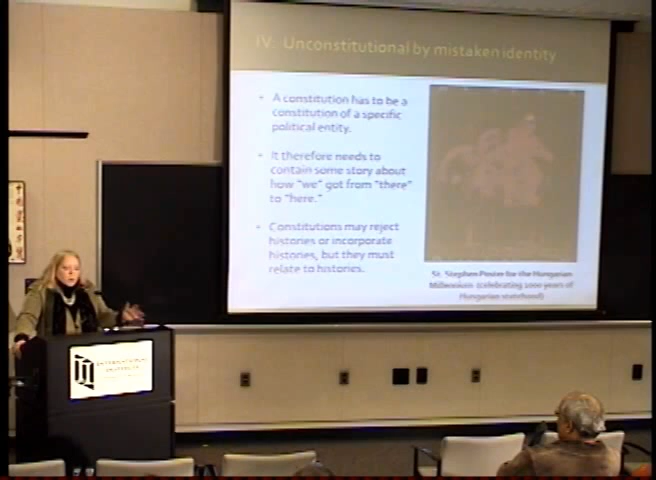 IV. Unconstitutional by mistaken identity
A constitution has to be a
constitution of a specific
political entity.
It therefore needs to
contain some story about
how "we" got from "there"
to "here."
Constitutions may reject
histories or incorporate
histories, but they must
relate to histories.
St. Stephen Poster for the Hungarian
Millenium (celebrating 1000 years of
Hungarian statehood)